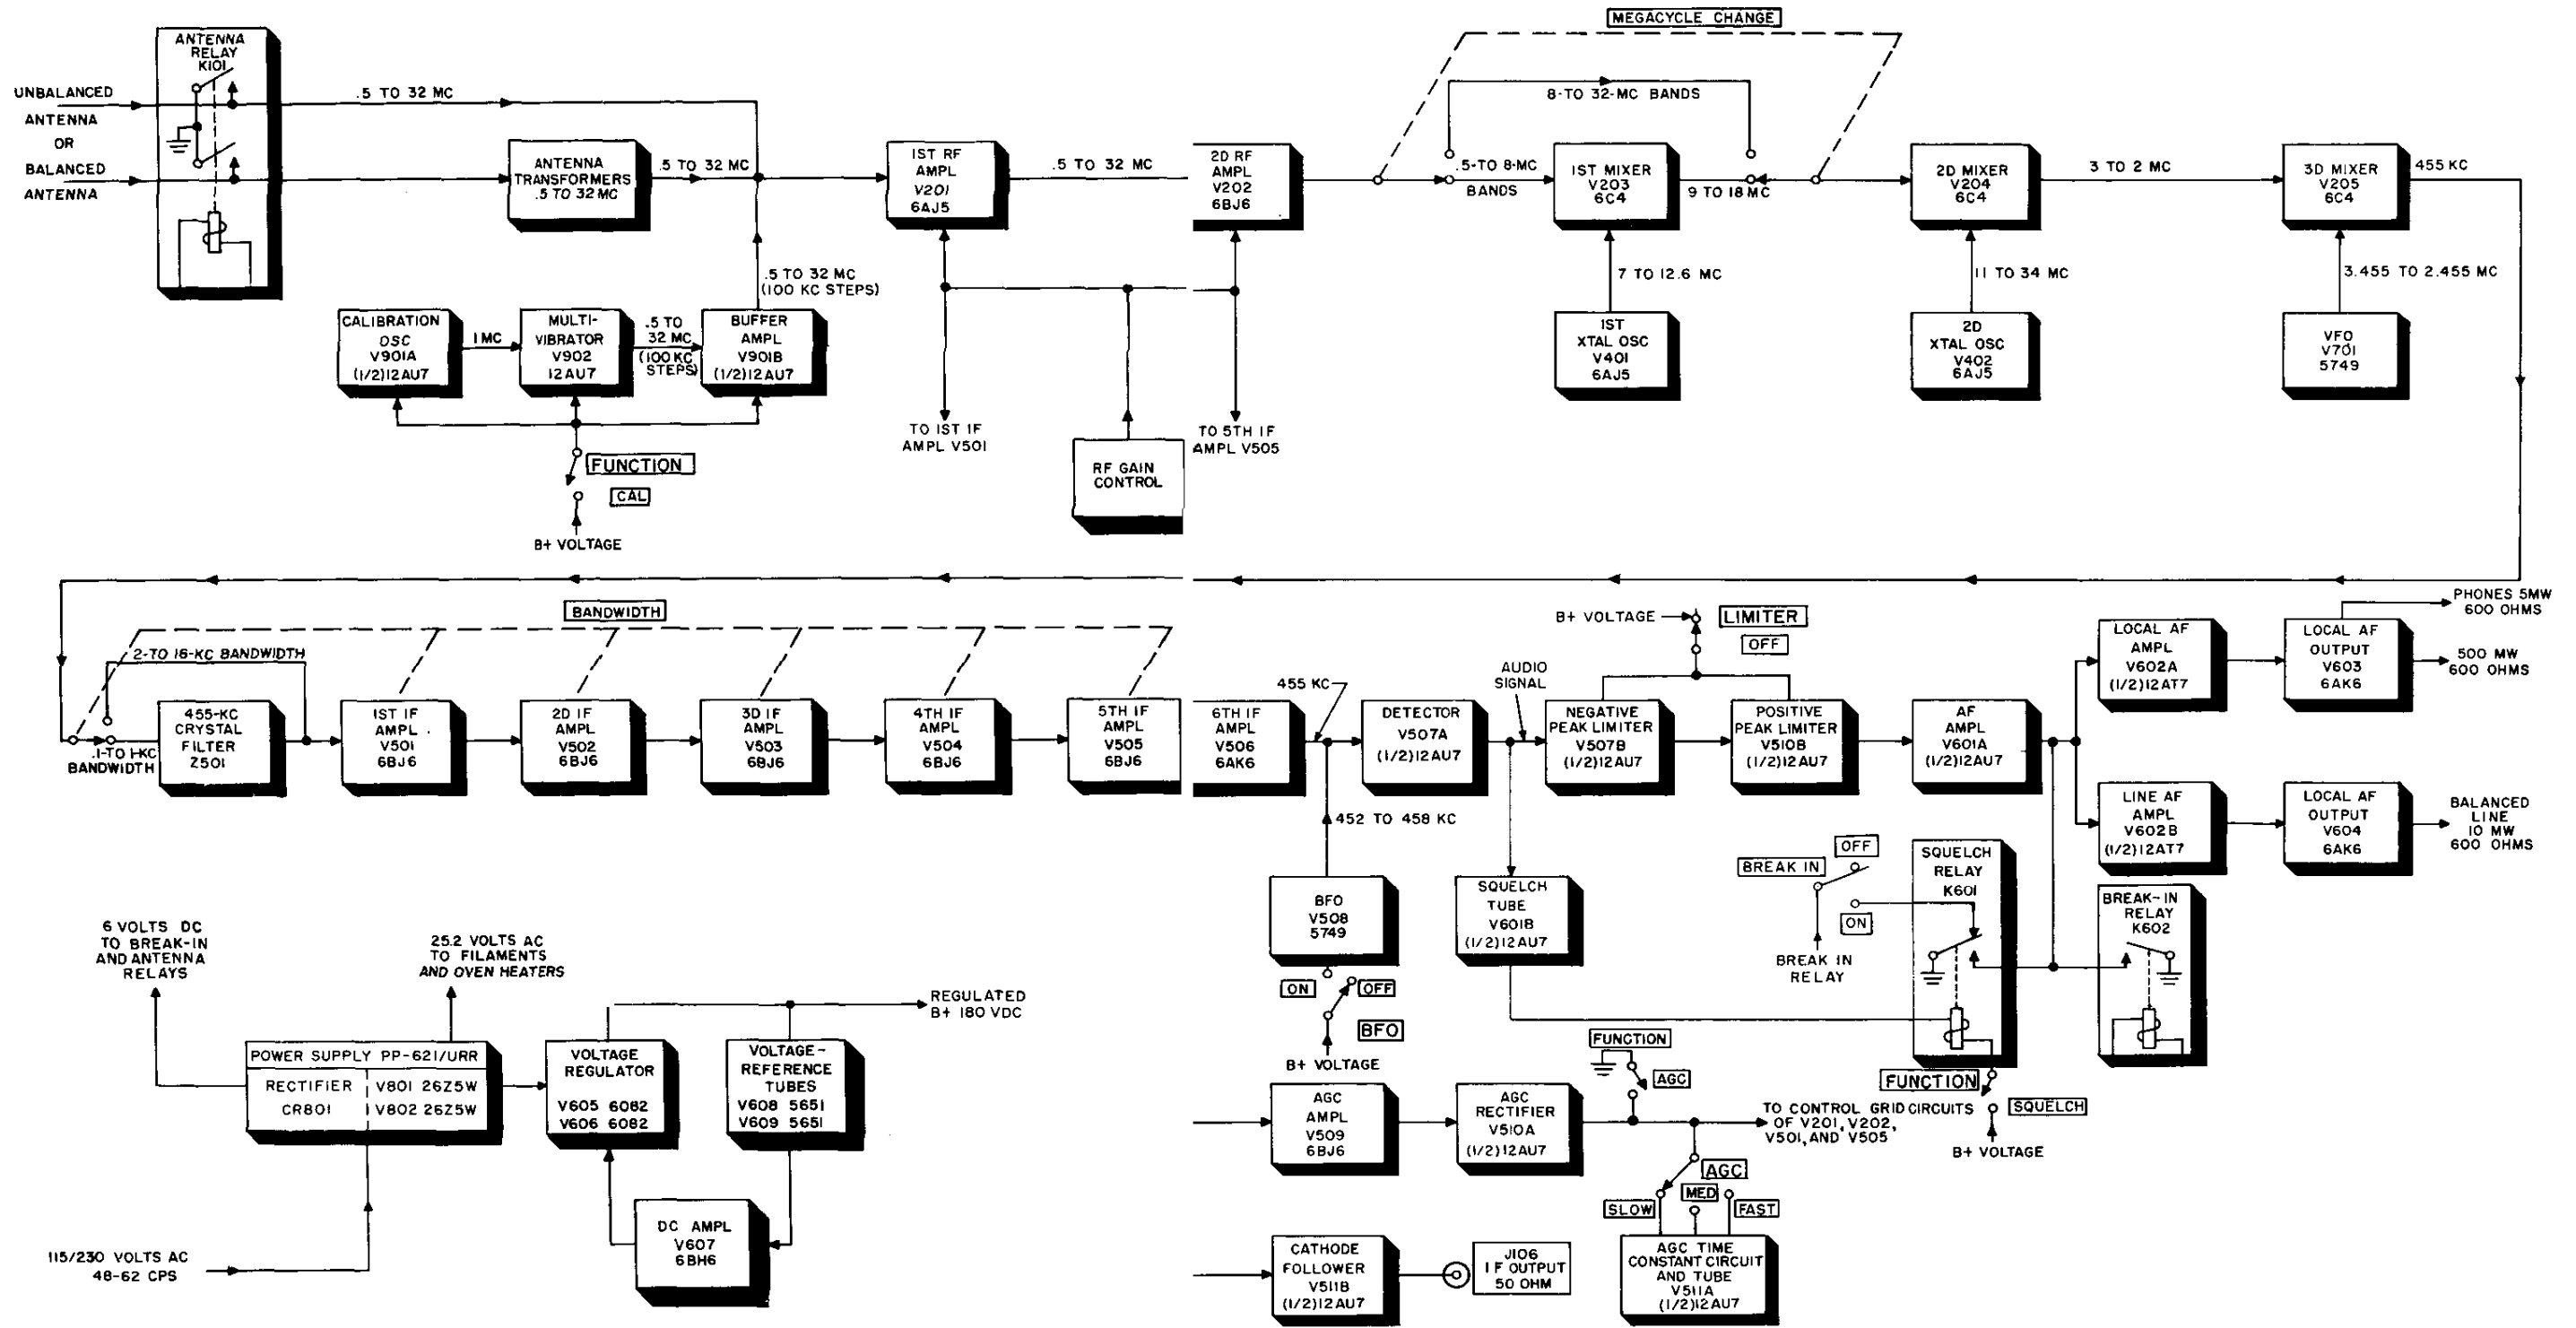 MEGACYCLE CHANGE
ANTENNA
RELAY
K101
UNBALANCED
ANTENNA
OR
BALANCED
ANTENNA
.5 TO 32 MC
ANTENNA
TRANSFORMERS
.5 TO 32 MC
.5 TO 32 MC
1ST RF
AMPL
V201
6AJ5
.5 TO 32 MC
2D RF
AMPL
V202
6BJ6
8-TO 32-MC BANDS
.5-TO 8-MC
BANDS
1ST MIXER
V203
6C4
9 TO 18 MC
2D MIXER
V204
6C4
3 TO 2 MC
3D MIXER
V205
6C4
455 KC
.5 TO 32 MC
(100 KC STEPS)
7 TO 12.6 MC
11 TO 34 MC
3.455 TO 2.455 MC
CALIBRATION
OSC
V901A
(1/2)12AU7
1 MC
MULTI-
VIBRATOR
V902
12AU7
.5 TO
32 MC
(100 KC
STEPS)
BUFFER
AMPL
V901B
(1/2)12AU7
1ST
XTAL OSC
V401
6AJ5
2D
XTAL OSC
V402
6AJ5
VFO
V701
5749
TO 1ST IF
AMPL V501
TO 5TH IF
AMPL V505
RF GAIN
CONTROL
FUNCTION
CAL
B+ VOLTAGE
BANDWIDTH
2-TO 16-KC BANDWIDTH
.1-TO 1-KC
BANDWIDTH
455-KC
CRYSTAL
FILTER
Z501
1ST IF
AMPL
V501
6BJ6
2D IF
AMPL
V502
6BJ6
3D IF
AMPL
V503
6BJ6
4TH IF
AMPL
V504
6BJ6
5TH IF
AMPL
V505
6BJ6
6TH IF
AMPL
V506
6AK6
455 KC
DETECTOR
V507A
(1/2)12AU7
AUDIO
SIGNAL
B+ VOLTAGE
LIMITER
OFF
NEGATIVE
PEAK LIMITER
V507B
(1/2)12AU7
POSITIVE
PEAK LIMITER
V510B
(1/2)12AU7
AF
AMPL
V601A
(1/2)12AU7
LOCAL AF
AMPL
V602A
(1/2)12AT7
LOCAL AF
OUTPUT
V603
6AK6
PHONES 5MW
600 OHMS
500 MW
600 OHMS
LINE AF
AMPL
V602B
(1/2)12AT7
LOCAL AF
OUTPUT
V604
6AK6
BALANCED
LINE
10 MW
600 OHMS
452 TO 458 KC
BFO
V508
5749
ON
OFF
BFO
B+ VOLTAGE
SQUELCH
TUBE
V601B
(1/2)12AU7
BREAK IN
OFF
ON
BREAK IN
RELAY
SQUELCH
RELAY
K601
BREAK-IN
RELAY
K602
FUNCTION
SQUELCH
B+ VOLTAGE
6 VOLTS DC
TO BREAK-IN
AND ANTENNA
RELAYS
25.2 VOLTS AC
TO FILAMENTS
AND OVEN HEATERS
REGULATED
B+ 180 VDC
POWER SUPPLY PP-621/URR
RECTIFIER
CR801
V801 26Z5W
V802 26Z5W
VOLTAGE
REGULATOR
V605 6082
V606 6082
VOLTAGE-
REFERENCE
TUBES
V608 5651
V609 5651
DC AMPL
V607
6BH6
115/230 VOLTS AC
48-62 CPS
AGC
AMPL
V509
6BJ6
AGC
RECTIFIER
V510A
(1/2)12AU7
FUNCTION
AGC
TO CONTROL GRID CIRCUITS
OF V201, V202,
V501, AND V505
AGC
SLOW
MED
FAST
AGC TIME
CONSTANT CIRCUIT
AND TUBE
V511A
(1/2)12AU7
CATHODE
FOLLOWER
V511B
(1/2)12AU7
J106
IF OUTPUT
50 OHM